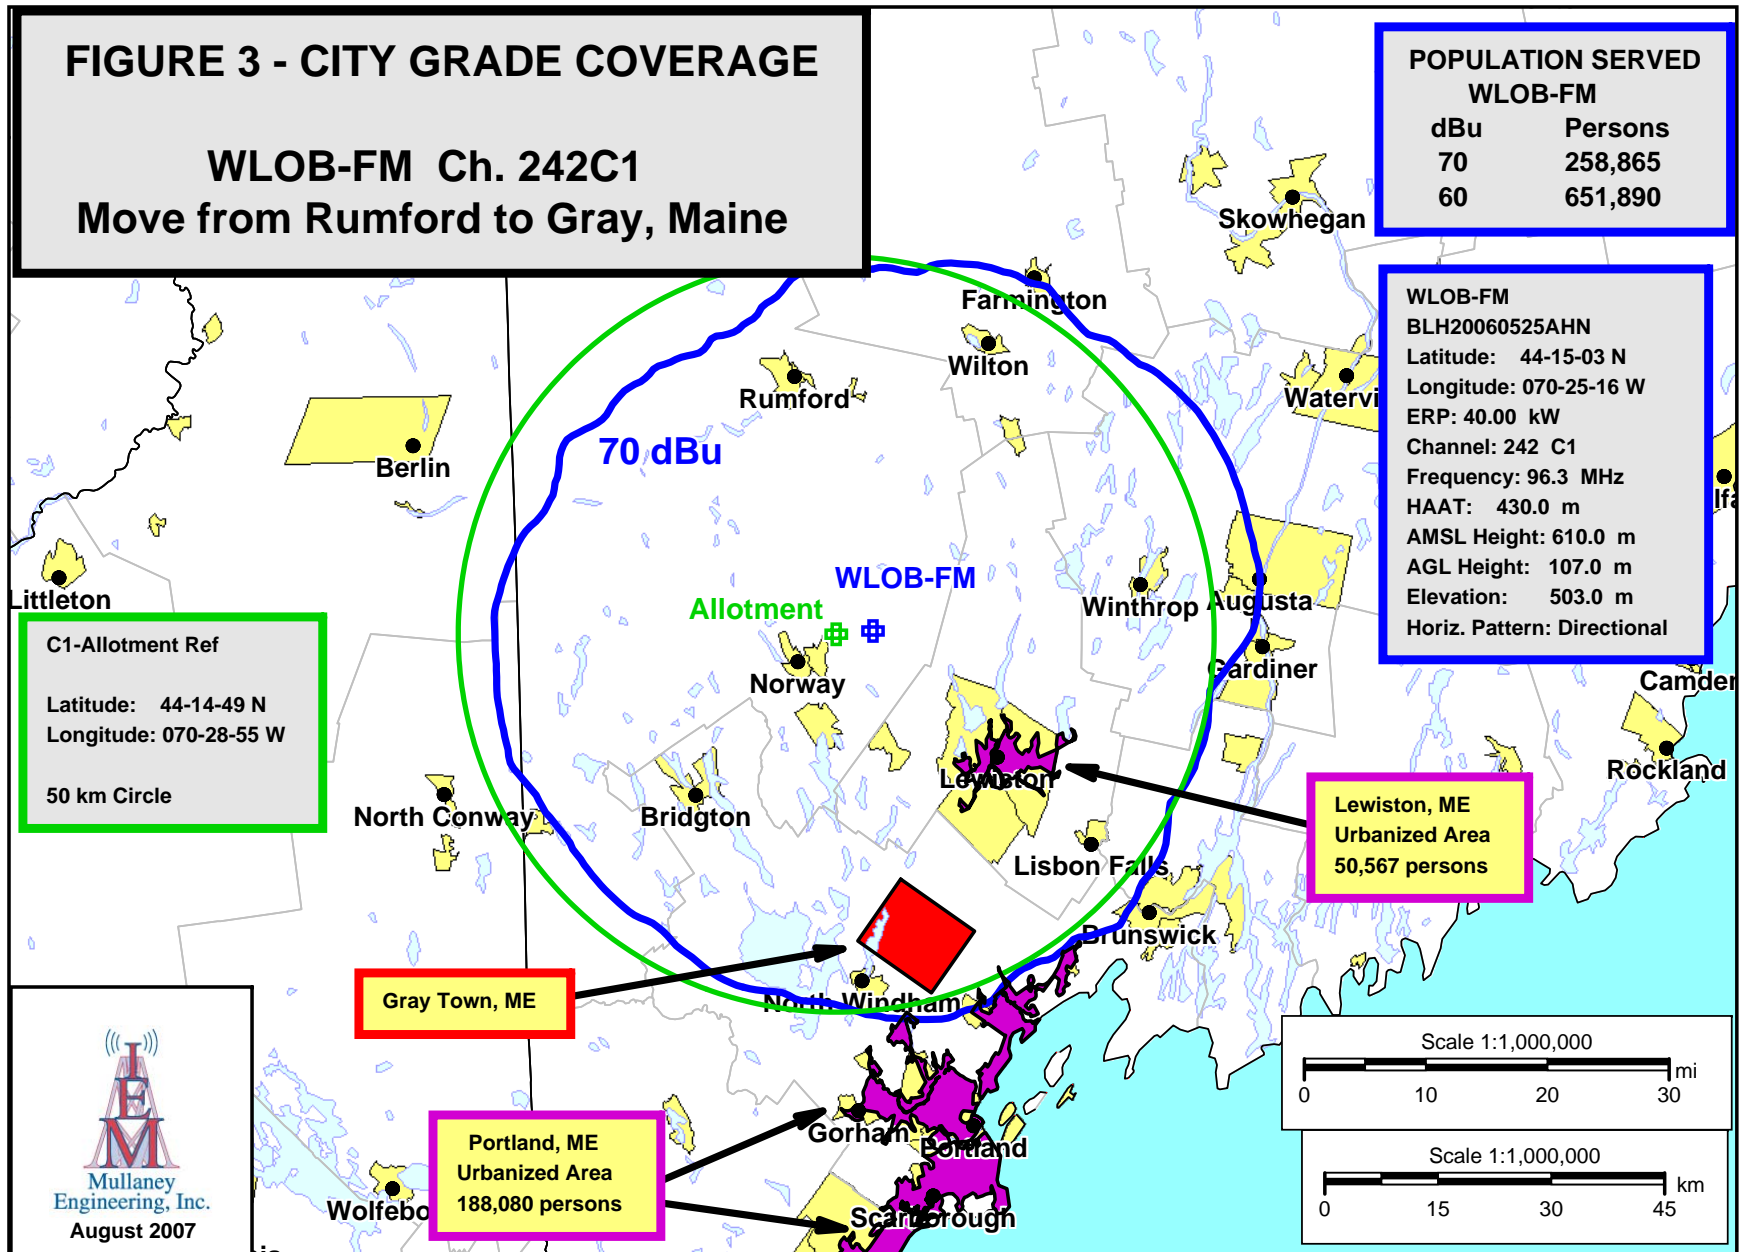 FIGURE 3 - CITY GRADE COVERAGE
WLOB-FM Ch. 242C1
Move from Rumford to Gray, Maine
POPULATION SERVED
WLOB-FM
dBu Persons
70 258,865
60 651,890
WLOB-FM
BLH20060525AHN
Latitude: 44-15-03 N
Longitude: 070-25-16 W
ERP: 40.00 kW
Channel: 242 C1
Frequency: 96.3 MHz
HAAT: 430.0 m
AMSL Height: 610.0 m
AGL Height: 107.0 m
Elevation: 503.0 m
Horiz. Pattern: Directional
Skowhegan
Farmington
Wilton
Rumford
Watervi
Berlin
70 dBu
lfa
Littleton
WLOB-FM
Allotment
Winthrop
Augusta
Gardiner
Norway
Camden
C1-Allotment Ref
Latitude: 44-14-49 N
Longitude: 070-28-55 W
50 km Circle
Lewiston
Rockland
North Conway
Bridgton
Lisbon Falls
Lewiston, ME
Urbanized Area
50,567 persons
Brunswick
Gray Town, ME
North Windham
Gorham
Portland
Scarborough
Portland, ME
Urbanized Area
188,080 persons
Wolfebo
IEM
Mullaney
Engineering, Inc.
August 2007
Scale 1:1,000,000
mi
0 10 20 30
Scale 1:1,000,000
km
0 15 30 45